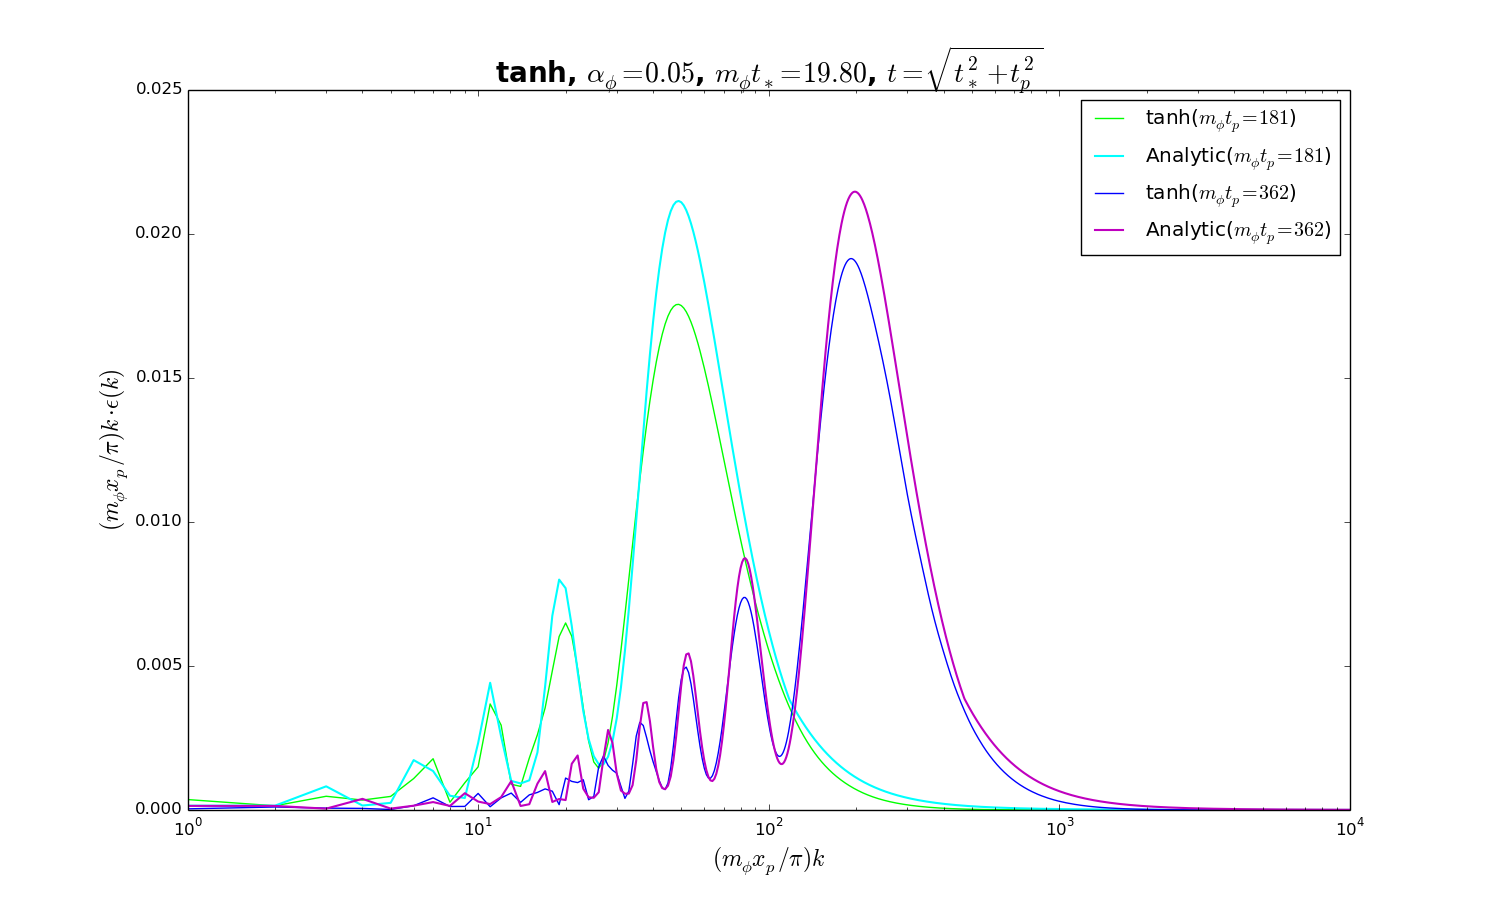 tanh, α_ϕ=0.05, m_ϕt_*=19.80, t=√(t_*^2+t_p^2)
0.025
0.020
0.015
0.010
0.005
0.000
(m_ϕx_p/π)k·ϵ(k)
tanh(m_ϕt_p=181)
Analytic(m_ϕt_p=181)
tanh(m_ϕt_p=362)
Analytic(m_ϕt_p=362)
10^0 10^1 10^2 10^3 10^4
(m_ϕx_p/π)k